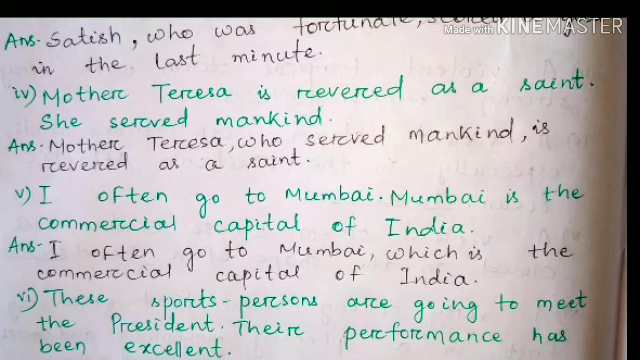 Made with KINEMASTER
Ans. Satish, who was fortunate,
in the last minute.
iv) Mother Teresa is revered as a saint.
She served mankind.
Ans. Mother Teresa, who served mankind, is
revered as a saint.
v) I often go to Mumbai. Mumbai is the
commercial capital of India.
Ans- I often go to Mumbai, which is the
commercial capital of India.
vi) These sports-persons are going to meet
the President. Their performance has
been excellent.